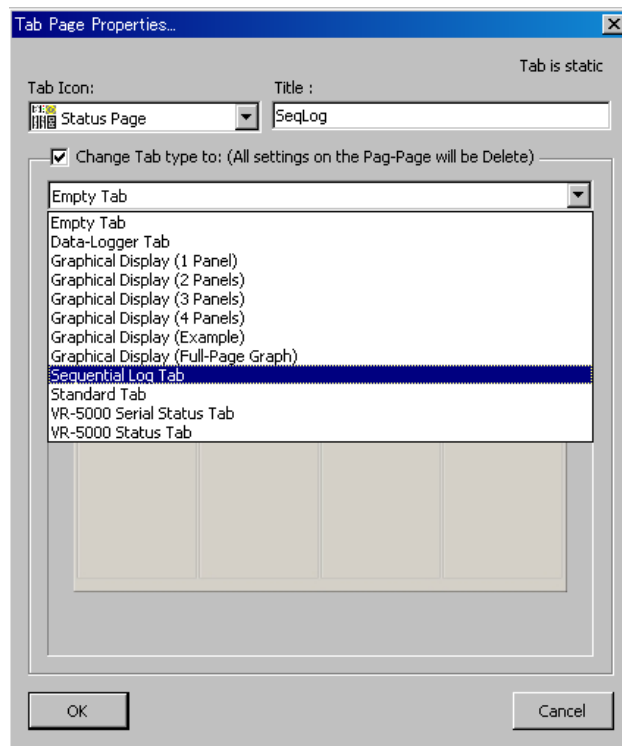 Tab Page Properties...
Tab is static
Tab Icon:
Title :
Status Page
SeqLog
Change Tab type to: (All settings on the Pag-Page will be Delete)
Empty Tab
Empty Tab
Data-Logger Tab
Graphical Display (1 Panel)
Graphical Display (2 Panels)
Graphical Display (3 Panels)
Graphical Display (4 Panels)
Graphical Display (Example)
Graphical Display (Full-Page Graph)
Sequential Log Tab
Standard Tab
VR-5000 Serial Status Tab
VR-5000 Status Tab
OK
Cancel